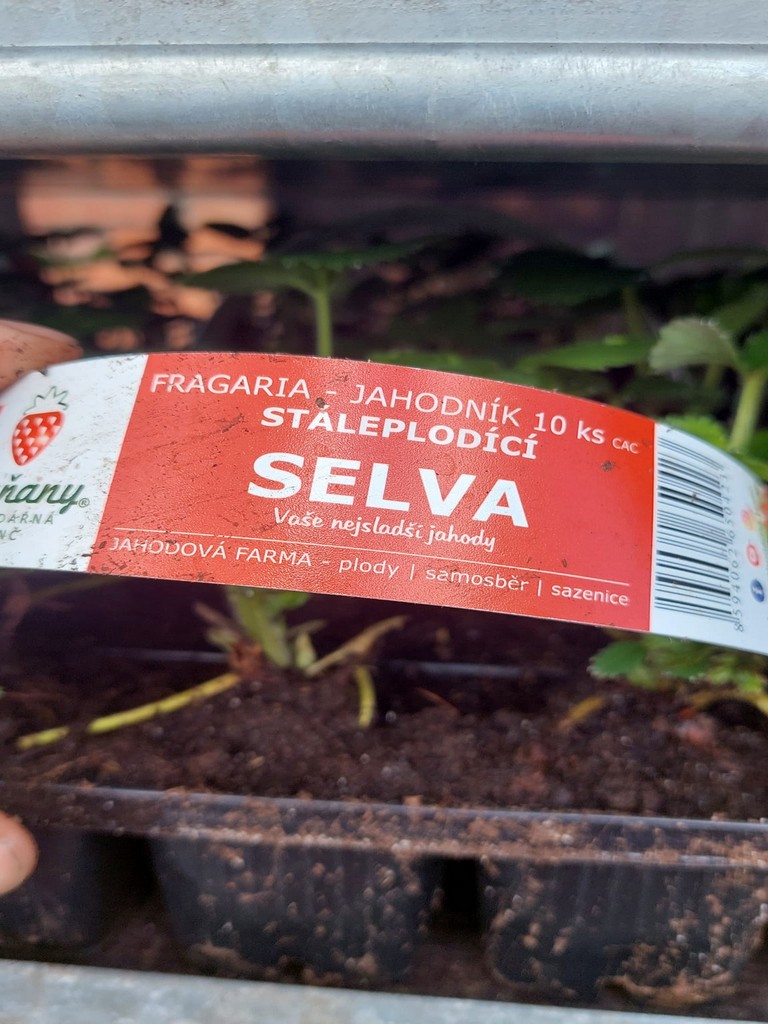 FRAGARIA - JAHODNÍK 10 ks CAC
STÁLEPLODÍCÍ
SELVA
Vaše nejsladší jahody
JAHODOVÁ FARMA - plody | samosběr | sazenice